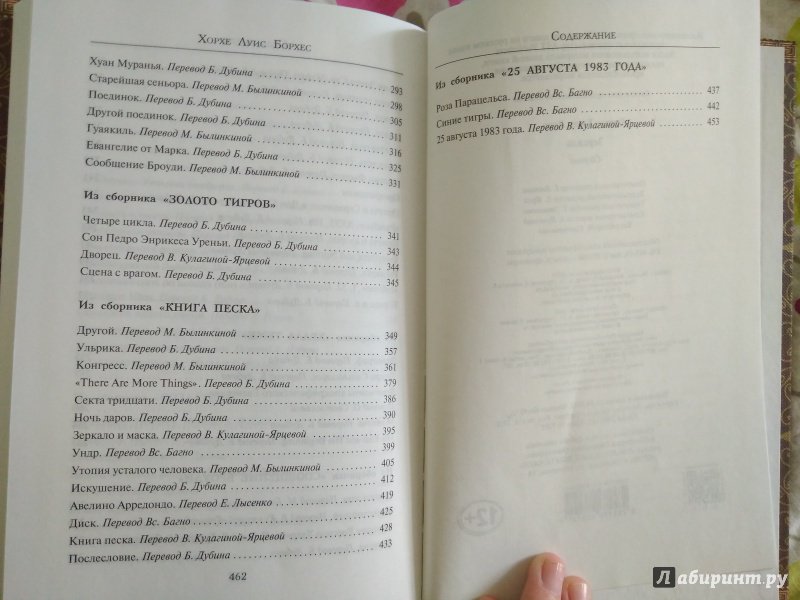 Хорхе Луис Борхес
Хуан Муранья. Перевод Б. Дубина 293
Старейшая сеньора. Перевод М. Былинкиной 298
Поединок. Перевод Б. Дубина 305
Другой поединок. Перевод Б. Дубина 311
Гуаякиль. Перевод М. Былинкиной 316
Евангелие от Марка. Перевод Б. Дубина 325
Сообщение Броули. Перевод М. Былинкиной 331
Из сборника «ЗОЛОТО ТИГРОВ»
Четыре цикла. Перевод Б. Дубина 341
Сон Педро Энрикеса Уреньи. Перевод Б. Дубина 343
Дворец. Перевод В. Кулагиной-Ярцевой 344
Сцена с врагом. Перевод Б. Дубина 345
Из сборника «КНИГА ПЕСКА»
Другой. Перевод М. Былинкиной 349
Ульрика. Перевод Б. Дубина 357
Конгресс. Перевод М. Былинкиной 361
«There Are More Things». Перевод Б. Дубина 379
Секта тридцати. Перевод Б. Дубина 386
Ночь даров. Перевод Б. Дубина 390
Зеркало и маска. Перевод В. Кулагиной-Ярцевой 395
Ундр. Перевод Вс. Багно 399
Утопия усталого человека. Перевод М. Былинкиной 405
Искушение. Перевод Б. Дубина 412
Авелино Арредондо. Перевод Е. Лысенко 419
Диск. Перевод Вс. Багно 425
Книга песка. Перевод В. Кулагиной-Ярцевой 428
Послесловие. Перевод Б. Дубина 433
462
Содержание
Из сборника «25 АВГУСТА 1983 ГОДА»
Роза Парацельса. Перевод Вс. Багно 437
Синие тигры. Перевод Вс. Багно 442
25 августа 1983 года. Перевод В. Кулагиной-Ярцевой 453
12+
Лабиринт.ру